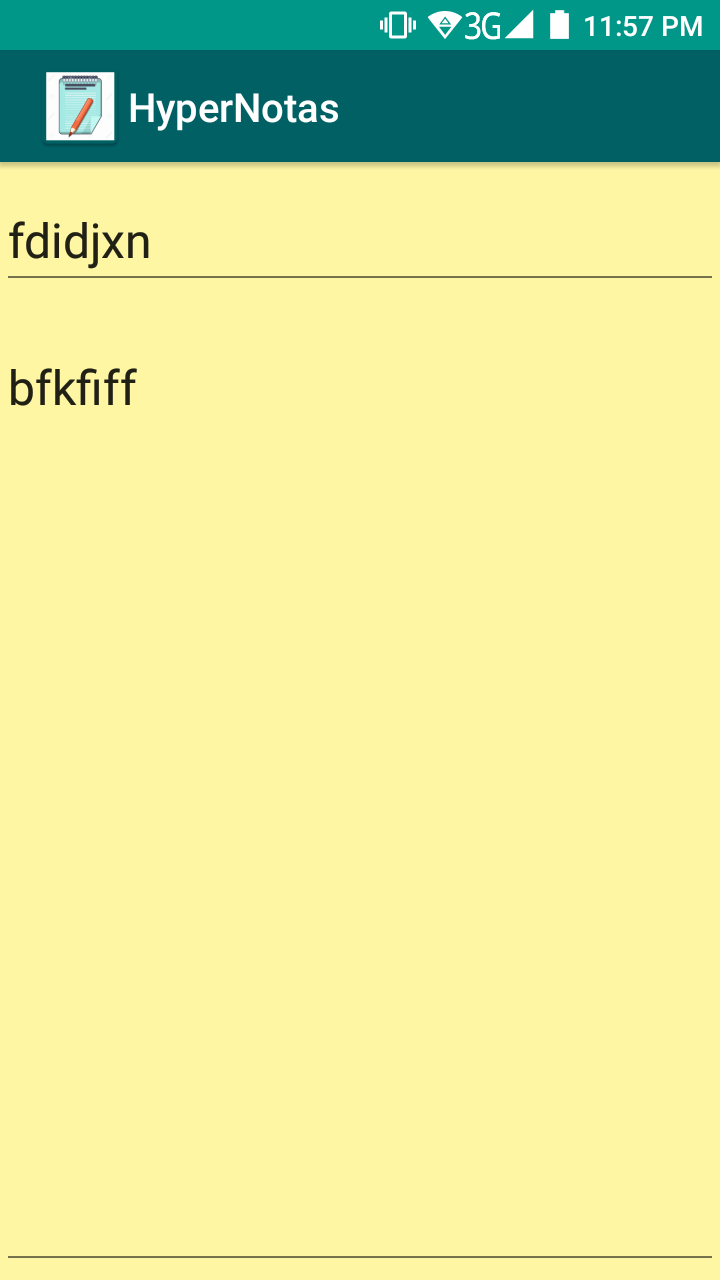 3G 11:57 PM
HyperNotas
fdidjxn
bfkfiff